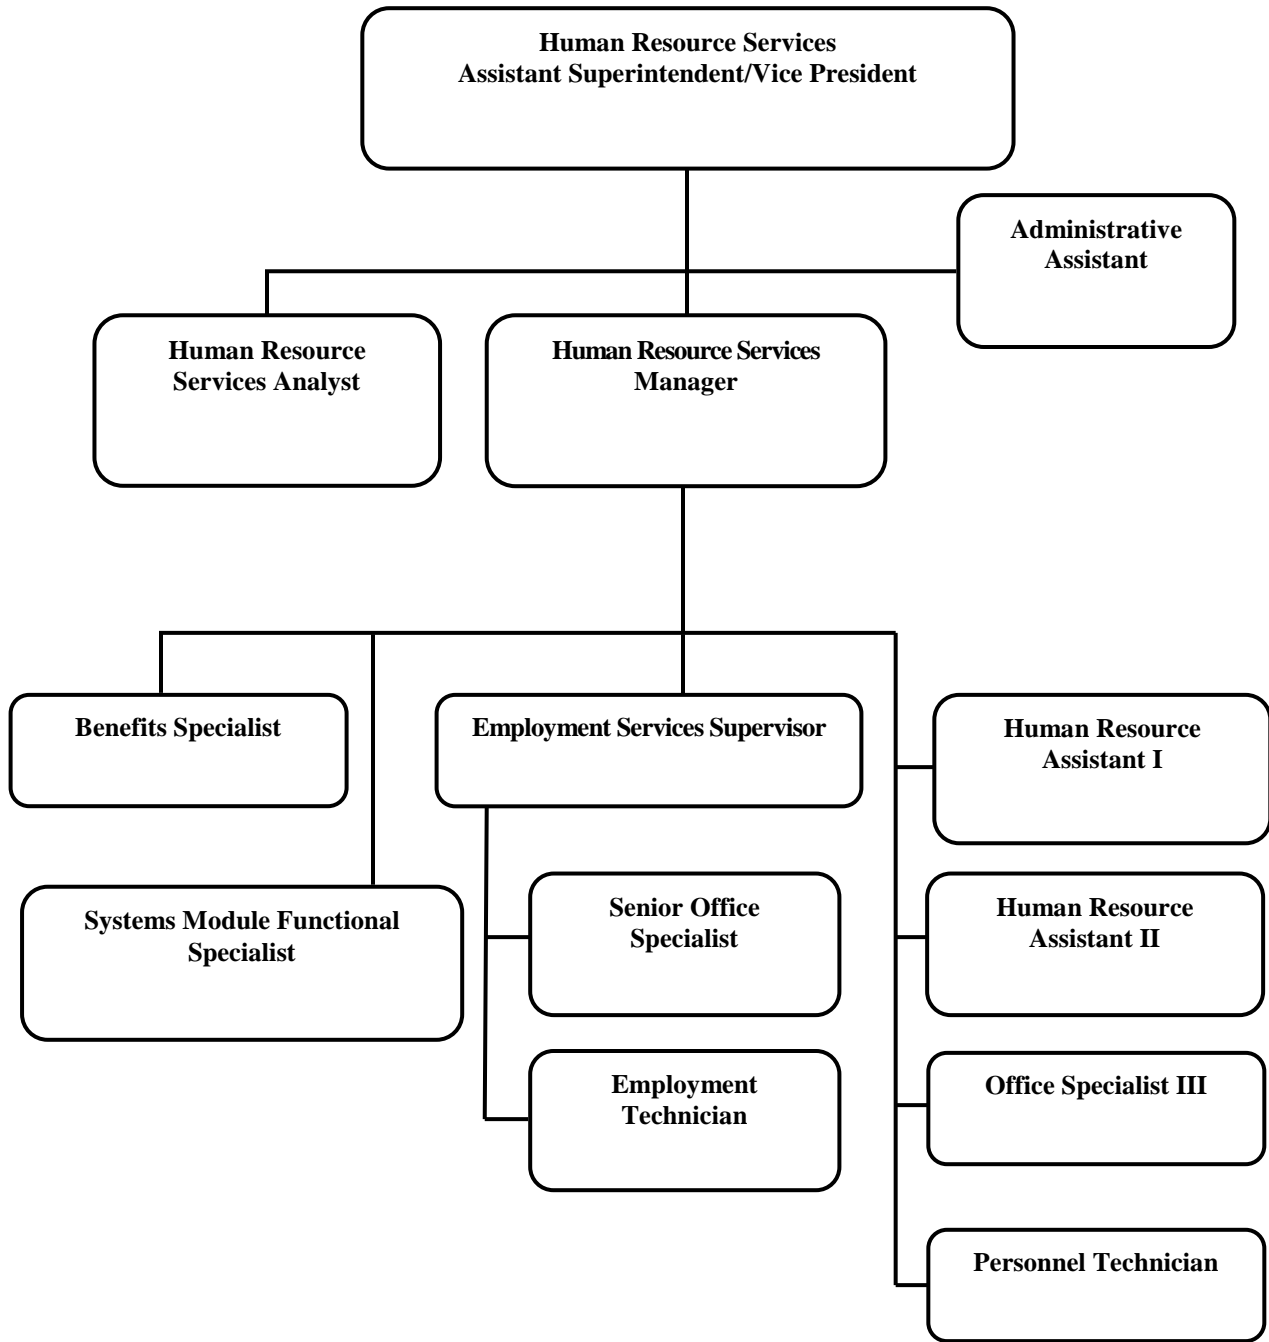 Human Resource Services
Assistant Superintendent/Vice President
Administrative
Assistant
Human Resource
Services Analyst
Human Resource Services
Manager
Benefits Specialist
Employment Services Supervisor
Human Resource
Assistant I
Systems Module Functional
Specialist
Senior Office
Specialist
Human Resource
Assistant II
Employment
Technician
Office Specialist III
Personnel Technician